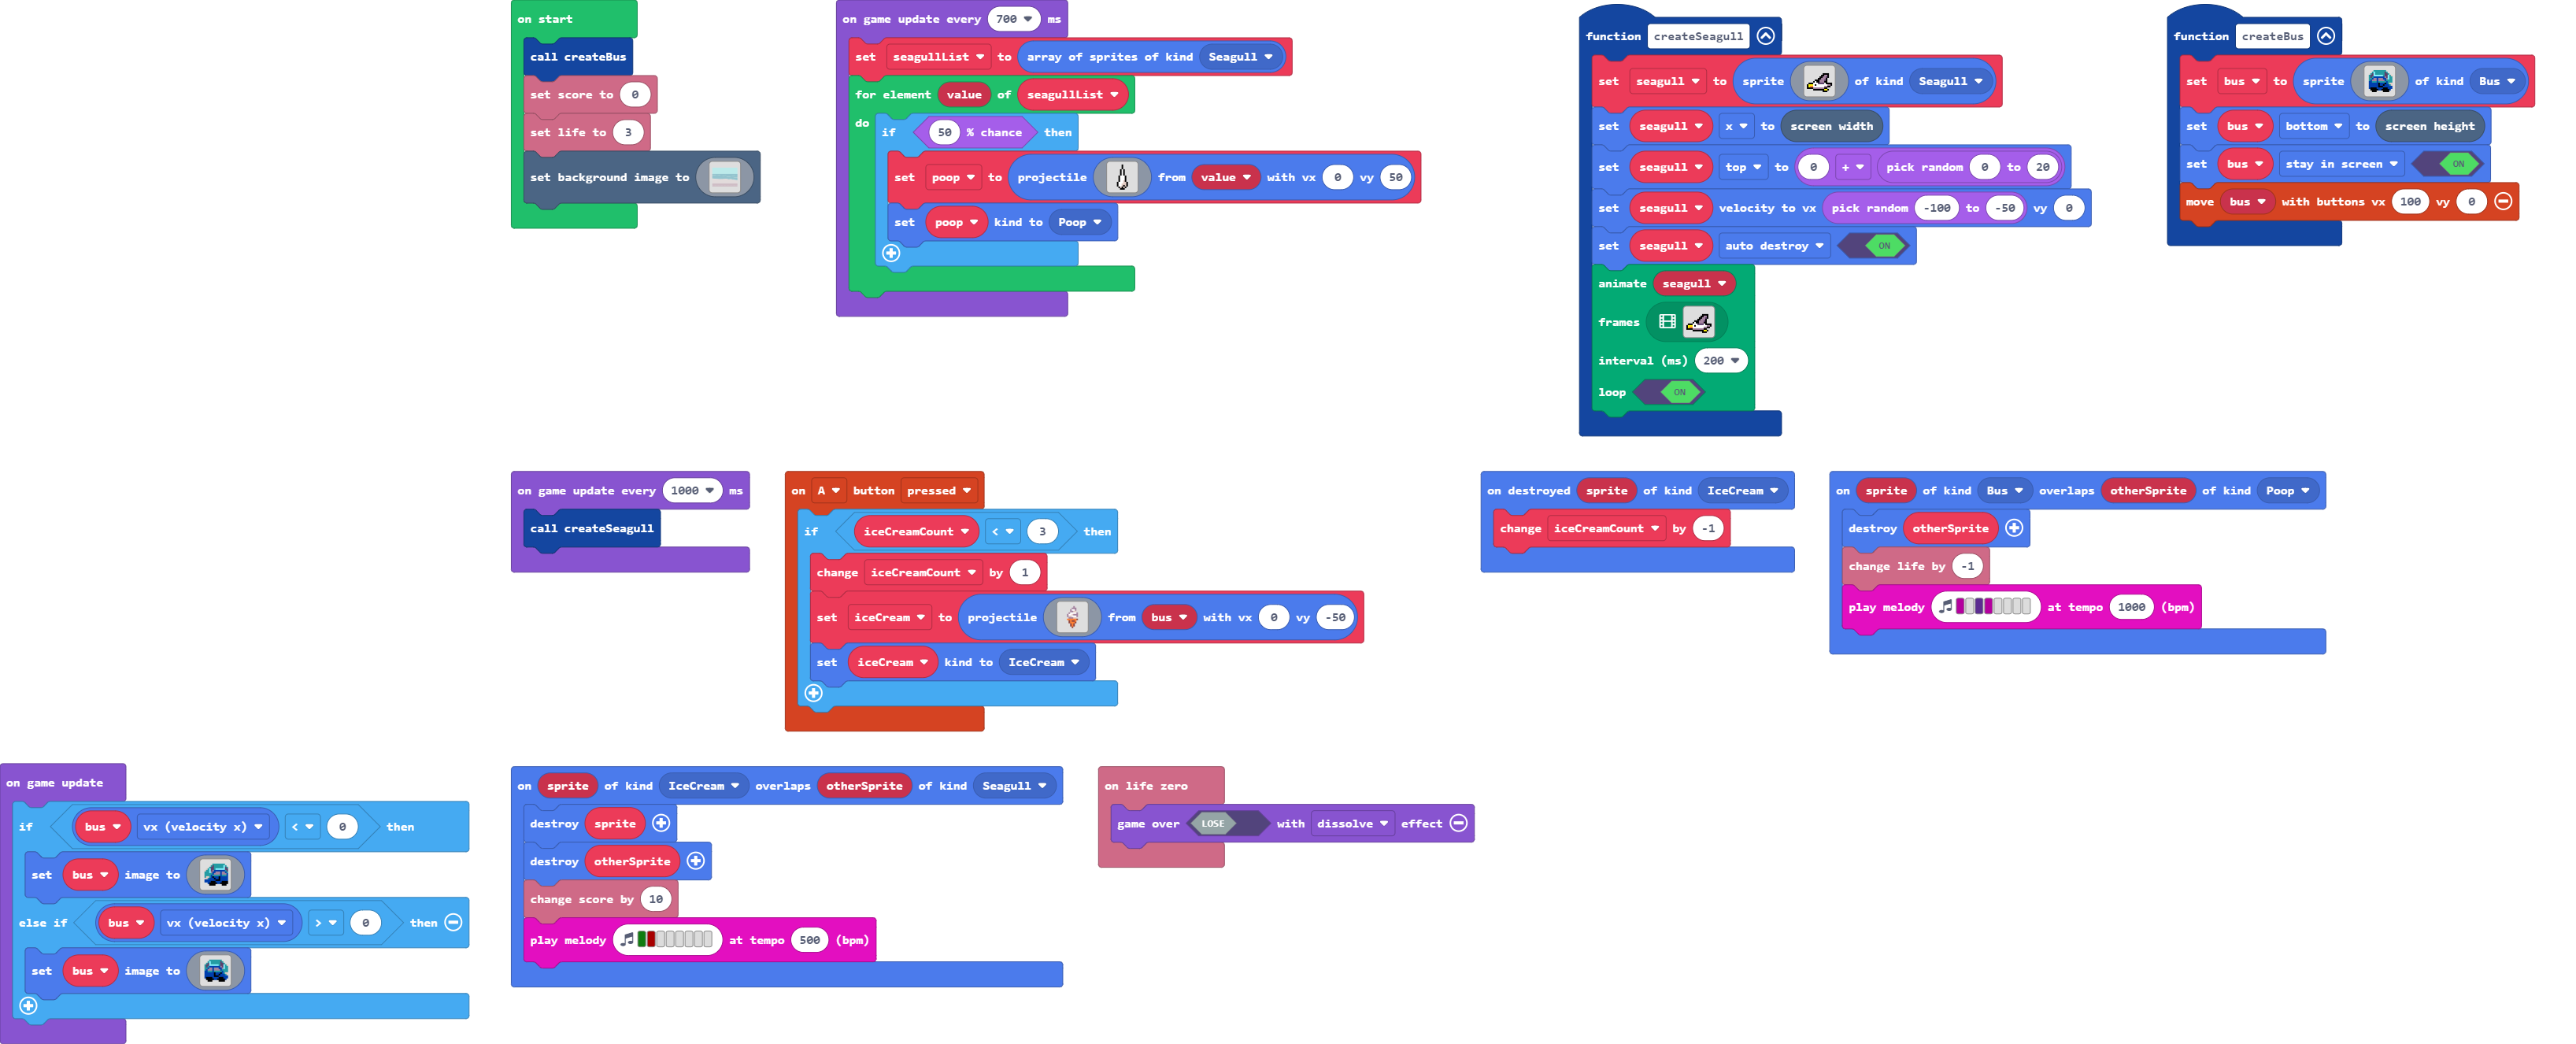 on start
call createBus
set score to 0
set life to 3
set background image to
on game update every 700 ms
set seagullList to array of sprites of kind Seagull
for element value of seagullList
do
if 50 % chance then
set poop to projectile from value with vx 0 vy 50
set poop kind to Poop
function createSeagull
set seagull to sprite of kind Seagull
set seagull x to screen width
set seagull top to 0 + pick random 0 to 20
set seagull velocity to vx pick random -100 to -50 vy 0
set seagull auto destroy ON
animate seagull
frames
interval (ms) 200
loop ON
function createBus
set bus to sprite of kind Bus
set bus bottom to screen height
set bus stay in screen ON
move bus with buttons vx 100 vy 0
on game update every 1000 ms
call createSeagull
on A button pressed
if iceCreamCount < 3 then
change iceCreamCount by 1
set iceCream to projectile from bus with vx 0 vy -50
set iceCream kind to IceCream
on destroyed sprite of kind IceCream
change iceCreamCount by -1
on sprite of kind Bus overlaps otherSprite of kind Poop
destroy otherSprite
change life by -1
play melody at tempo 1000 (bpm)
on game update
if bus vx (velocity x) < 0 then
set bus image to
else if bus vx (velocity x) > 0 then
set bus image to
on sprite of kind IceCream overlaps otherSprite of kind Seagull
destroy sprite
destroy otherSprite
change score by 10
play melody at tempo 500 (bpm)
on life zero
game over LOSE with dissolve effect